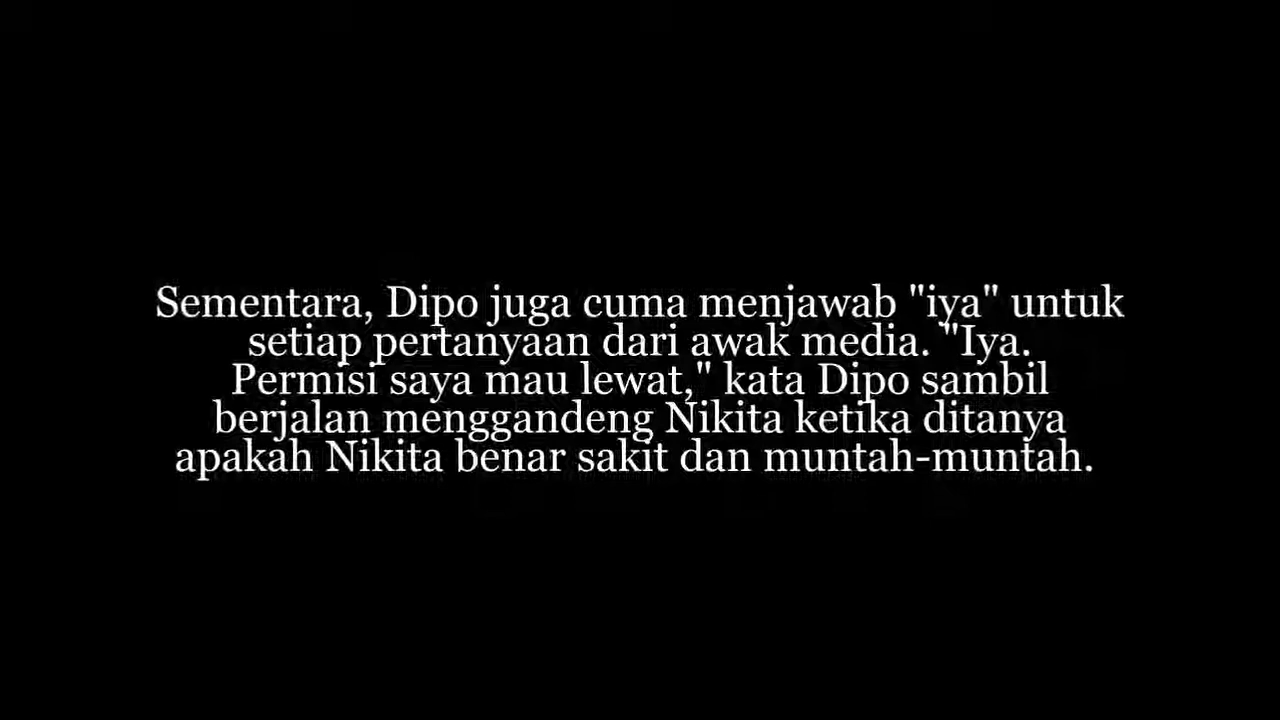 Sementara, Dipo juga cuma menjawab "iya" untuk
setiap pertanyaan dari awak media. "Iya.
Permisi saya mau lewat," kata Dipo sambil
berjalan menggandeng Nikita ketika ditanya
apakah Nikita benar sakit dan muntah-muntah.